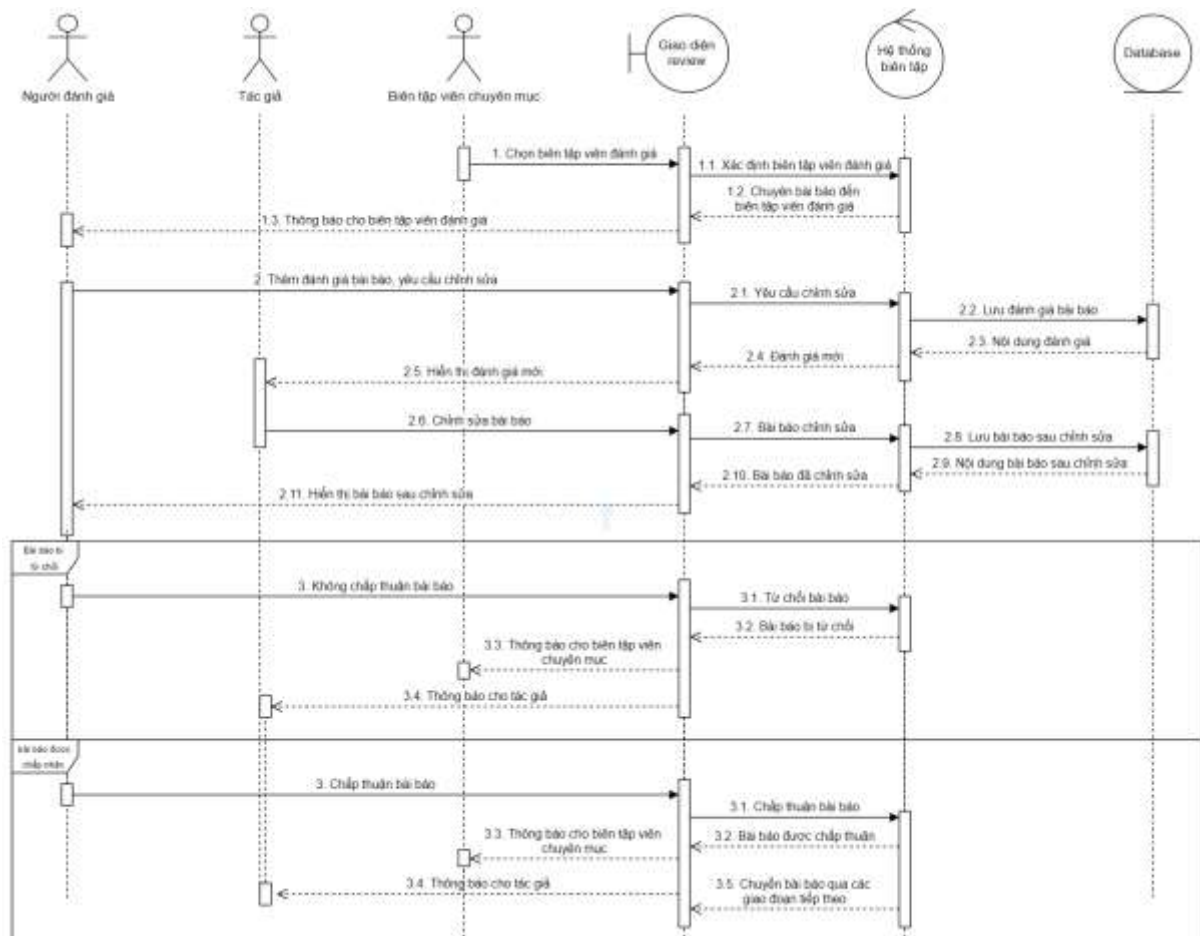 Người đánh giá
Tác giả
Biên tập viên chuyên mục
Giao diện
review
Hệ thống
biên tập
Database
1. Chọn biên tập viên đánh giá
1.1. Xác định biên tập viên đánh giá
1.2. Chuyển bài báo đến
biên tập viên đánh giá
1.3. Thông báo cho biên tập viên đánh giá
2. Thêm đánh giá bài báo, yêu cầu chỉnh sửa
2.1. Yêu cầu chỉnh sửa
2.2. Lưu đánh giá bài báo
2.3. Nội dung đánh giá
2.4. Đánh giá mới
2.5. Hiển thị đánh giá mới
2.6. Chỉnh sửa bài báo
2.7. Bài báo chỉnh sửa
2.8. Lưu bài báo sau chỉnh sửa
2.9. Nội dung bài báo sau chỉnh sửa
2.10. Bài báo đã chỉnh sửa
2.11. Hiển thị bài báo sau chỉnh sửa
Bài báo bị
từ chối
3. Không chấp thuận bài báo
3.1. Từ chối bài báo
3.2. Bài báo bị từ chối
3.3. Thông báo cho biên tập viên
chuyên mục
3.4. Thông báo cho tác giả
Bài báo được
chấp nhận
3. Chấp thuận bài báo
3.1. Chấp thuận bài báo
3.2. Bài báo được chấp thuận
3.3. Thông báo cho biên tập viên
chuyên mục
3.4. Thông báo cho tác giả
3.5. Chuyển bài báo qua các
giao đoạn tiếp theo